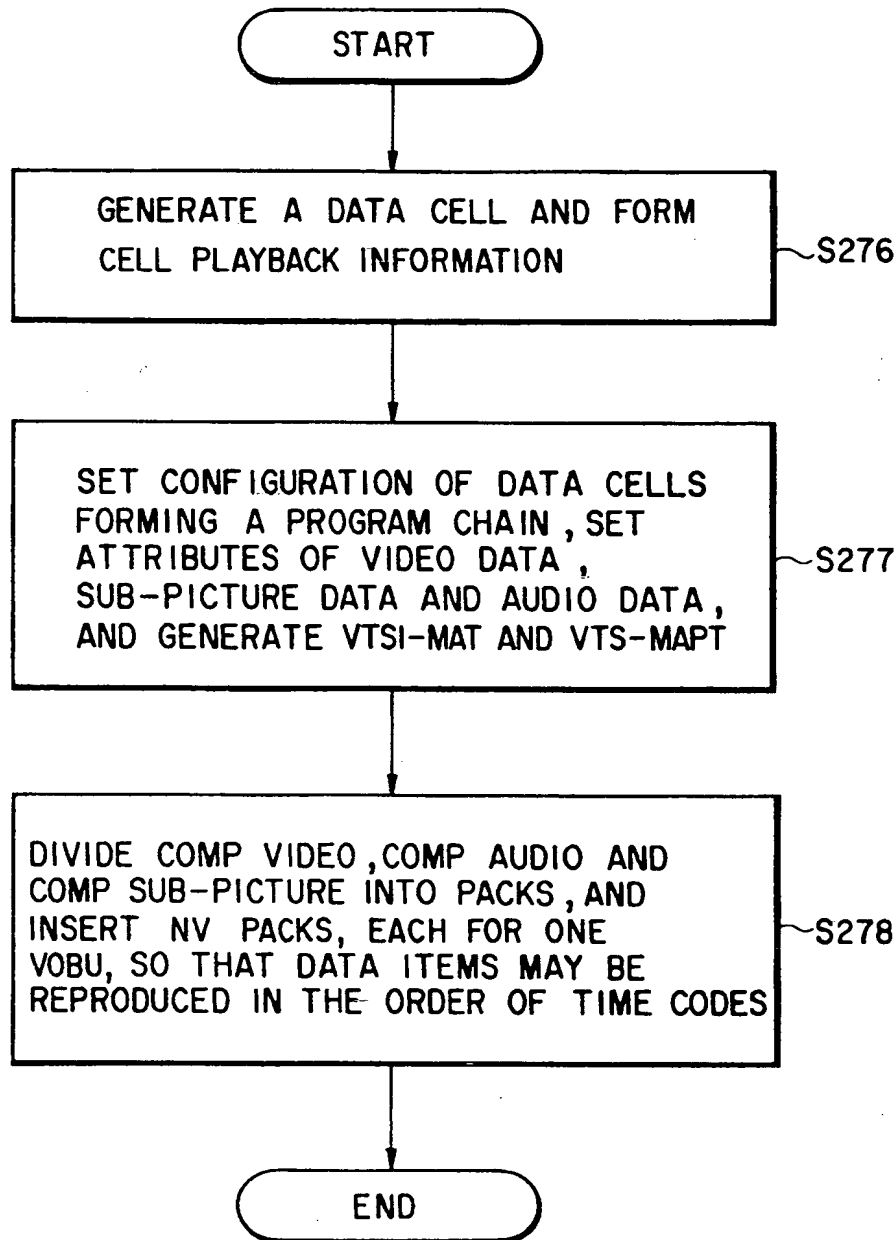 START
GENERATE A DATA CELL AND FORM
CELL PLAYBACK INFORMATION
S276
SET CONFIGURATION OF DATA CELLS
FORMING A PROGRAM CHAIN, SET
ATTRIBUTES OF VIDEO DATA,
SUB-PICTURE DATA AND AUDIO DATA,
AND GENERATE VTSI-MAT AND VTS-MAPT
S277
DIVIDE COMP VIDEO, COMP AUDIO AND
COMP SUB-PICTURE INTO PACKS, AND
INSERT NV PACKS, EACH FOR ONE
VOBU, SO THAT DATA ITEMS MAY BE
REPRODUCED IN THE ORDER OF TIME CODES
S278
END